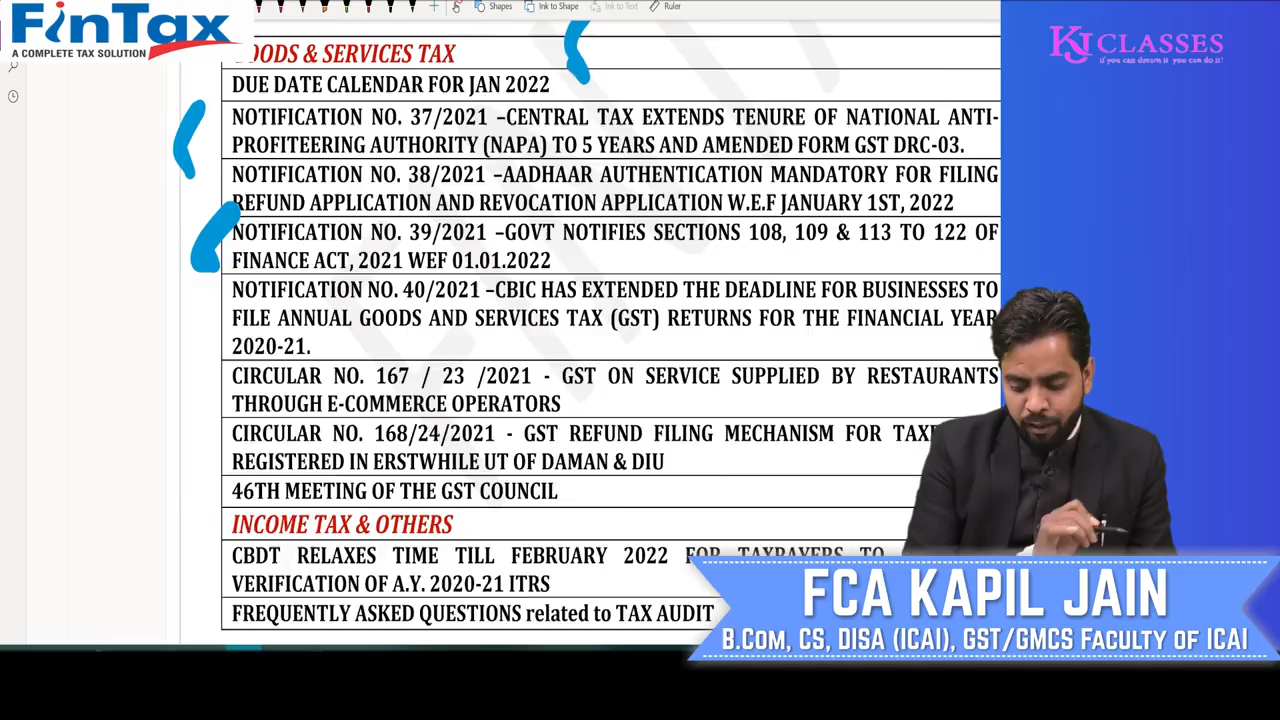 FinTax
A COMPLETE TAX SOLUTION
Shapes
Ink to Shape
Ink to Text
Ruler
KJ CLASSES
if you can dream it you can do it!
OODS & SERVICES TAX
DUE DATE CALENDAR FOR JAN 2022
NOTIFICATION NO. 37/2021 –CENTRAL TAX EXTENDS TENURE OF NATIONAL ANTI-
PROFITEERING AUTHORITY (NAPA) TO 5 YEARS AND AMENDED FORM GST DRC-03.
NOTIFICATION NO. 38/2021 –AADHAAR AUTHENTICATION MANDATORY FOR FILING
REFUND APPLICATION AND REVOCATION APPLICATION W.E.F JANUARY 1ST, 2022
NOTIFICATION NO. 39/2021 –GOVT NOTIFIES SECTIONS 108, 109 & 113 TO 122 OF
FINANCE ACT, 2021 WEF 01.01.2022
NOTIFICATION NO. 40/2021 –CBIC HAS EXTENDED THE DEADLINE FOR BUSINESSES TO
FILE ANNUAL GOODS AND SERVICES TAX (GST) RETURNS FOR THE FINANCIAL YEAR
2020-21.
CIRCULAR NO. 167 / 23 /2021 - GST ON SERVICE SUPPLIED BY RESTAURANTS
THROUGH E-COMMERCE OPERATORS
CIRCULAR NO. 168/24/2021 - GST REFUND FILING MECHANISM FOR TAX
REGISTERED IN ERSTWHILE UT OF DAMAN & DIU
46TH MEETING OF THE GST COUNCIL
INCOME TAX & OTHERS
CBDT RELAXES TIME TILL FEBRUARY 2022 FOR TAXPAYERS TO
VERIFICATION OF A.Y. 2020-21 ITRS
FREQUENTLY ASKED QUESTIONS related to TAX AUDIT
FCA KAPIL JAIN
B.COM, CS, DISA (ICAI), GST/GMCS FACULTY OF ICAI